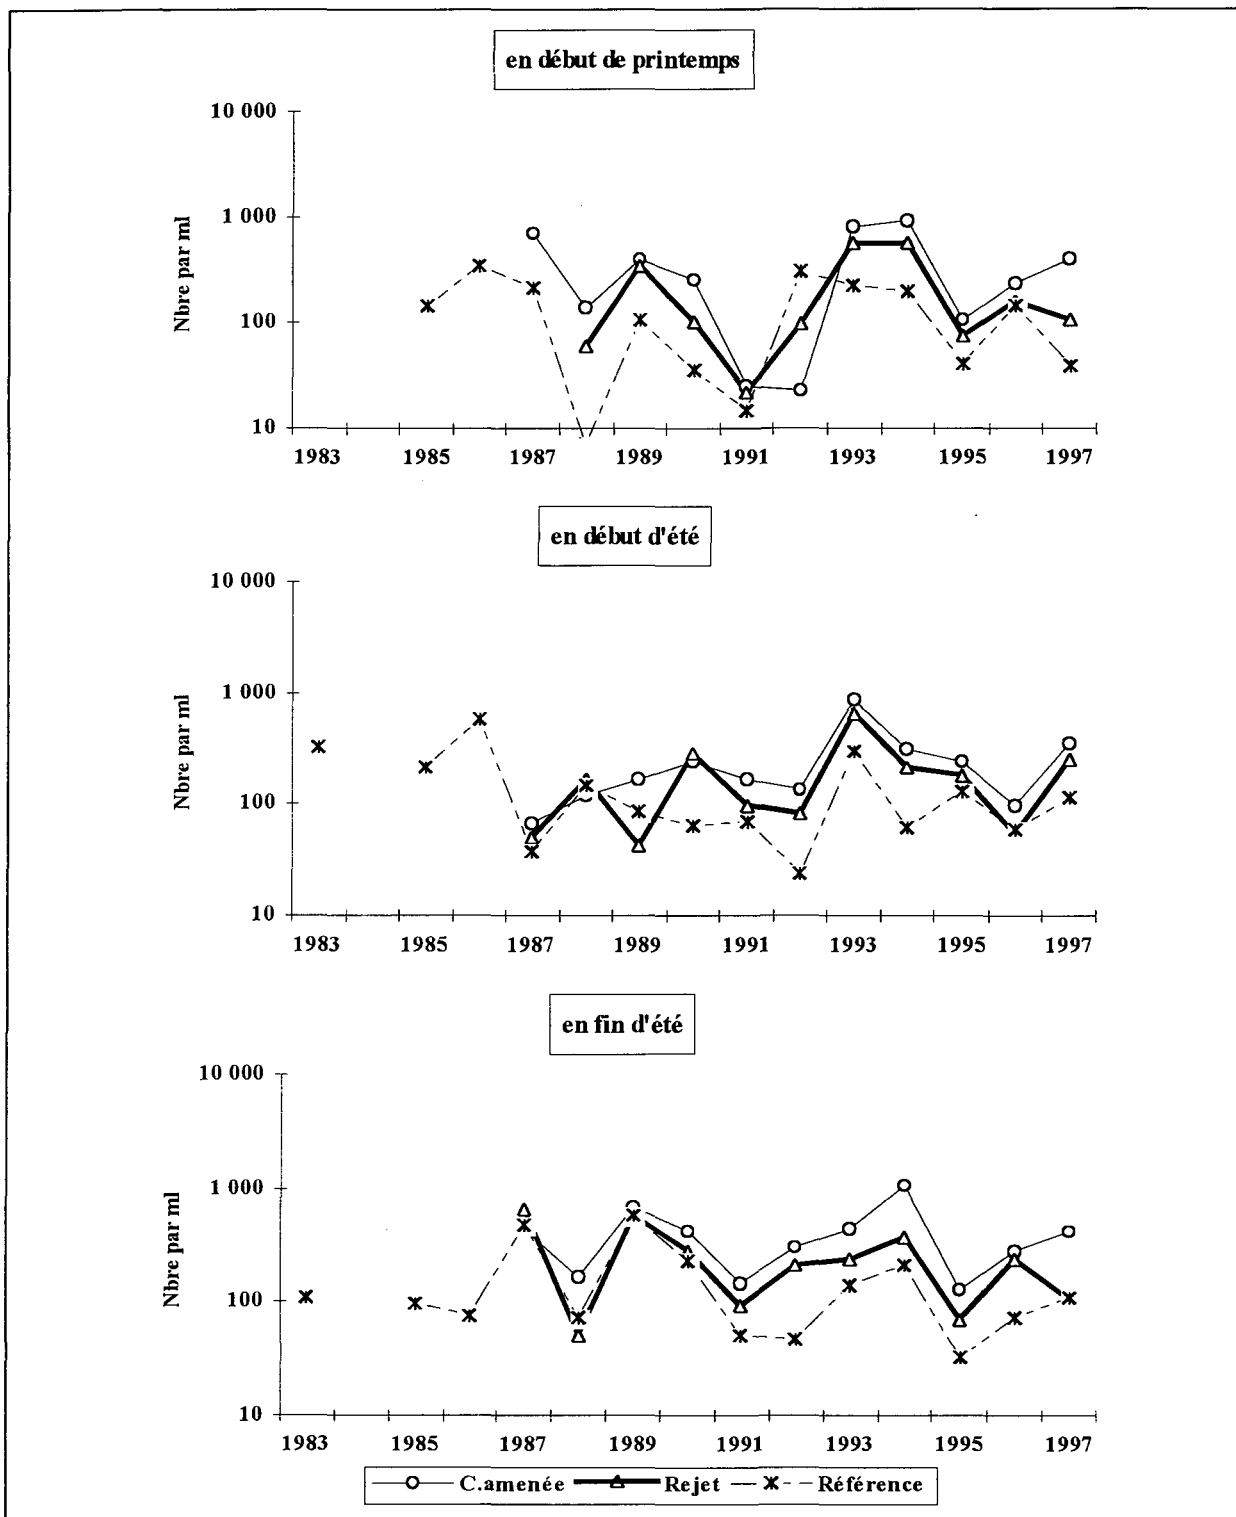 en début de printemps
10 000
1 000
100
10
Nbre par ml
1983 1985 1987 1989 1991 1993 1995 1997
en début d'été
10 000
1 000
100
10
Nbre par ml
1983 1985 1987 1989 1991 1993 1995 1997
en fin d'été
10 000
1 000
100
10
Nbre par ml
1983 1985 1987 1989 1991 1993 1995 1997
C.amenée Rejet Référence